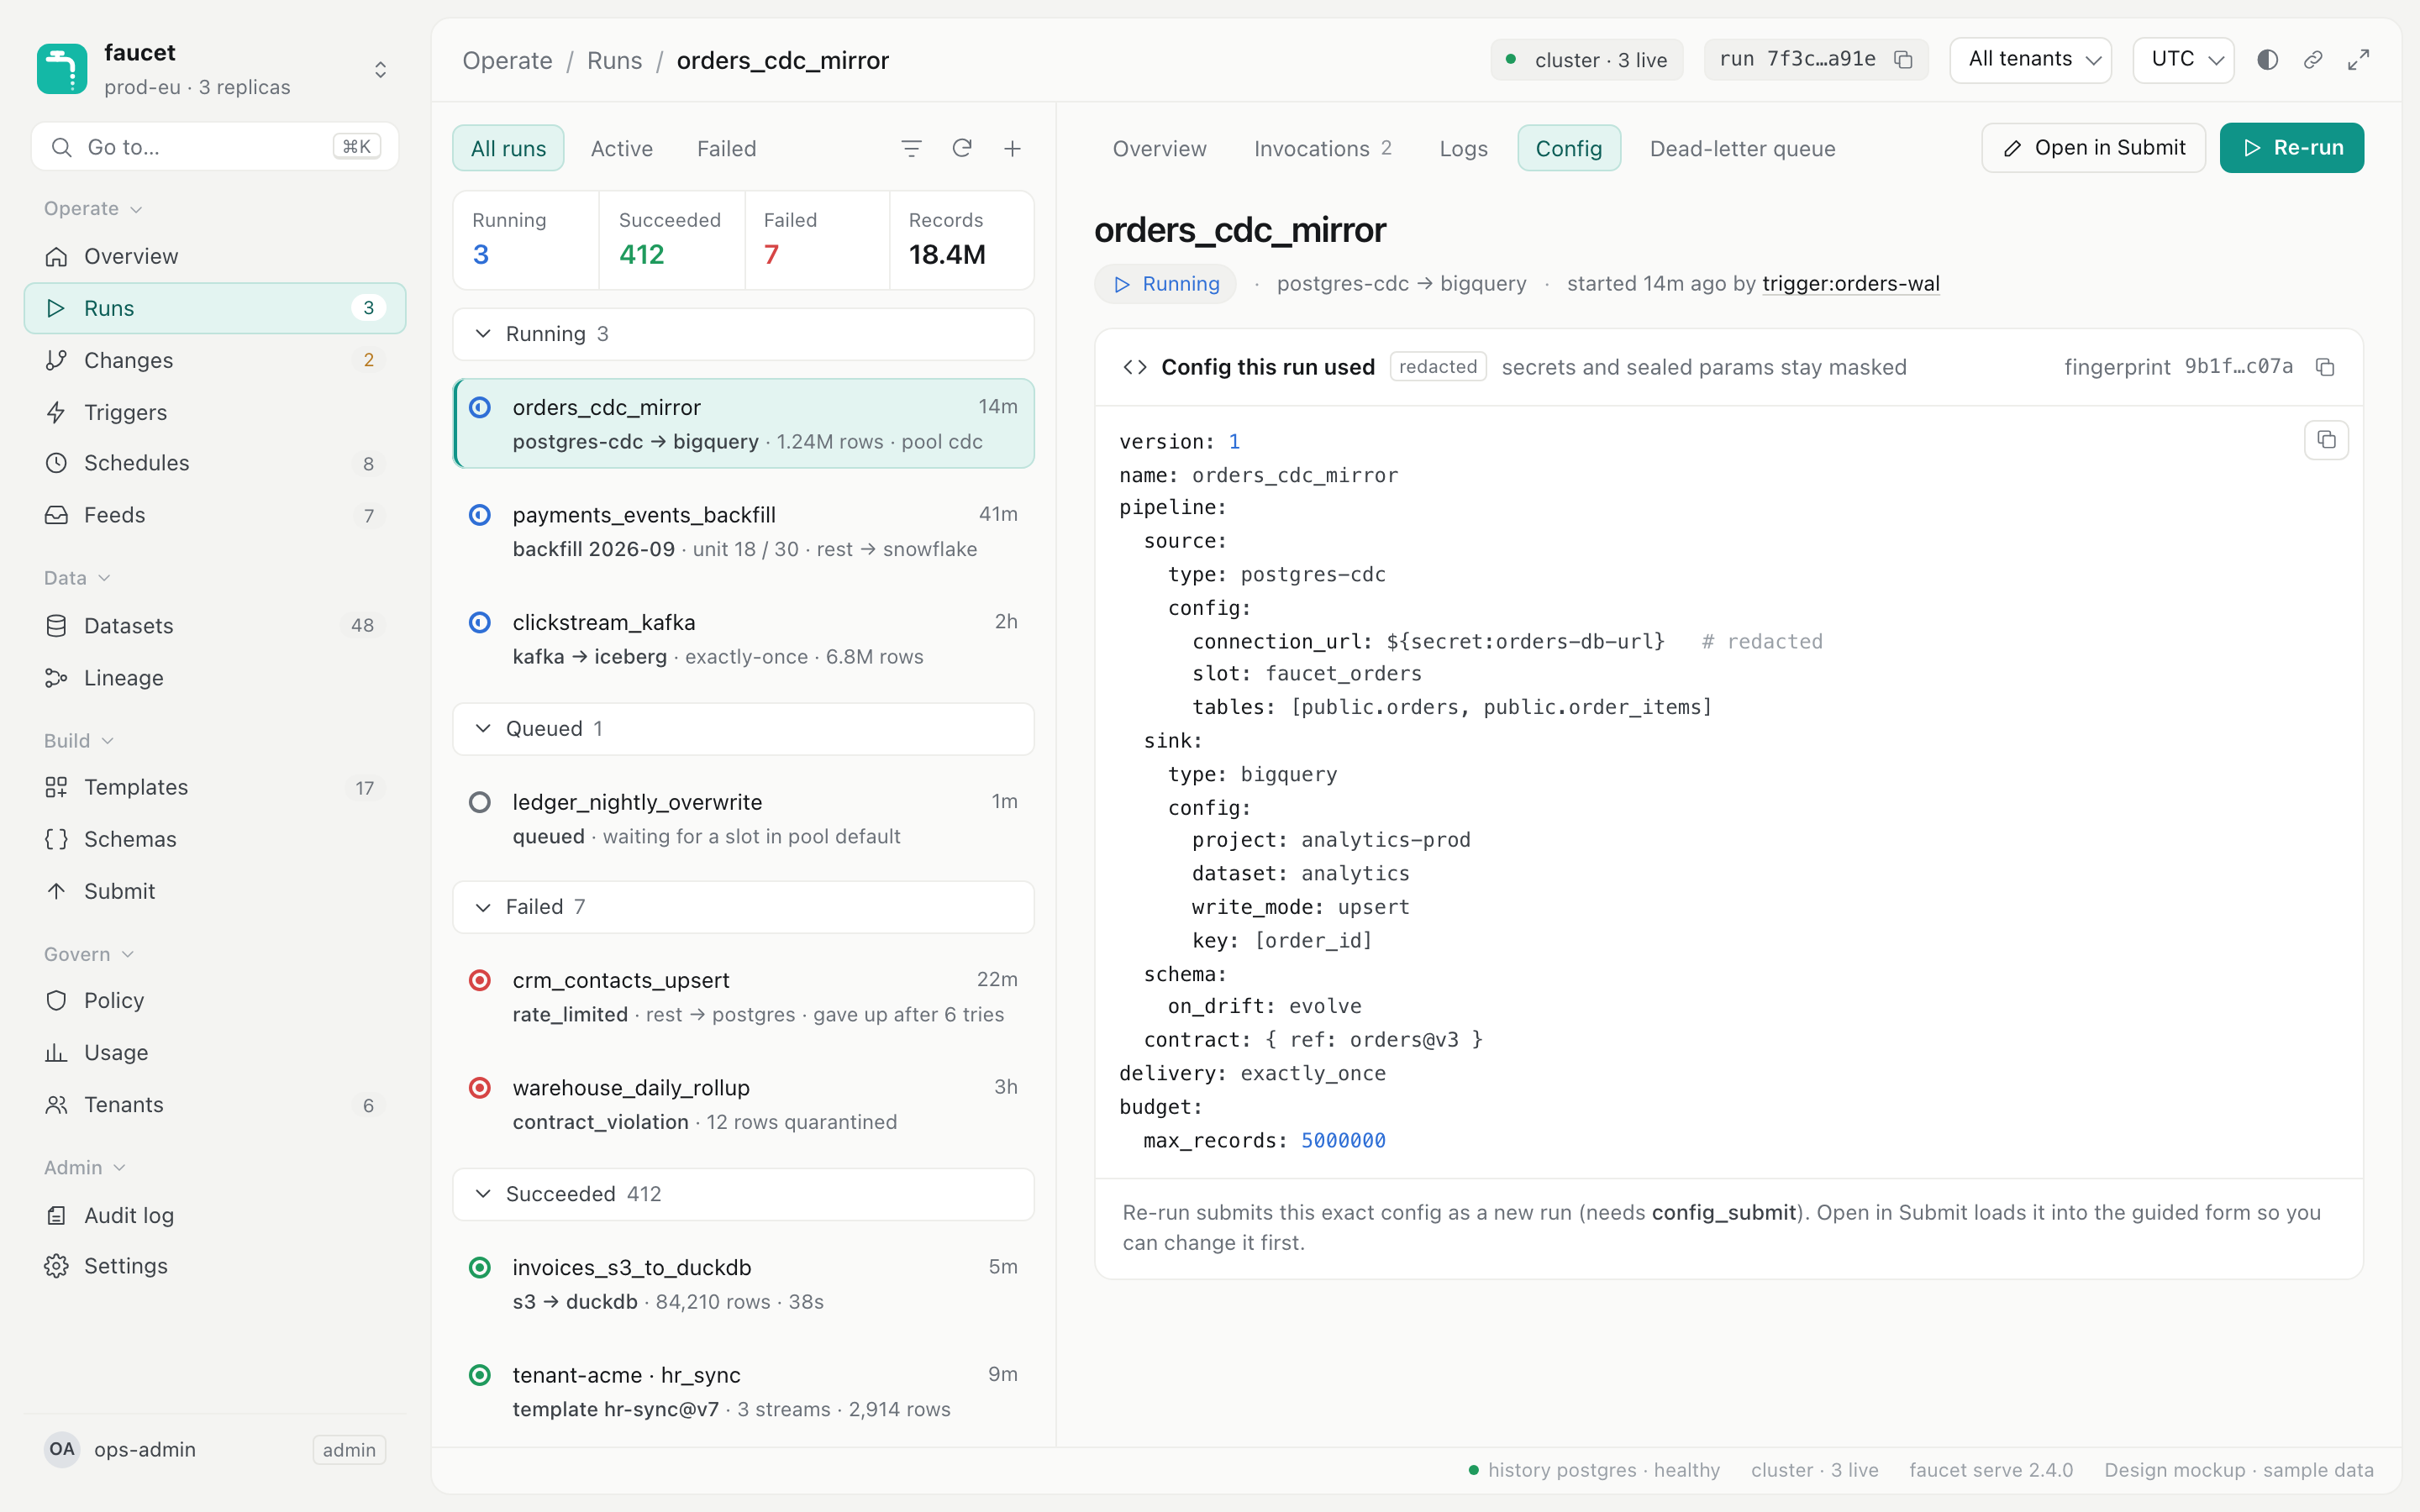 faucet
prod-eu · 3 replicas
Go to... ⌘K
Operate
Overview
Runs 3
Changes 2
Triggers
Schedules 8
Feeds 7
Data
Datasets 48
Lineage
Build
Templates 17
Schemas
Submit
Govern
Policy
Usage
Tenants 6
Admin
Audit log
Settings
OA ops-admin admin
Operate / Runs / orders_cdc_mirror
cluster · 3 live
run 7f3c…a91e
All tenants
UTC
All runs Active Failed
Running Succeeded Failed Records
3 412 7 18.4M
Running 3
orders_cdc_mirror 14m
postgres-cdc → bigquery · 1.24M rows · pool cdc
payments_events_backfill 41m
backfill 2026-09 · unit 18 / 30 · rest → snowflake
clickstream_kafka 2h
kafka → iceberg · exactly-once · 6.8M rows
Queued 1
ledger_nightly_overwrite 1m
queued · waiting for a slot in pool default
Failed 7
crm_contacts_upsert 22m
rate_limited · rest → postgres · gave up after 6 tries
warehouse_daily_rollup 3h
contract_violation · 12 rows quarantined
Succeeded 412
invoices_s3_to_duckdb 5m
s3 → duckdb · 84,210 rows · 38s
tenant-acme · hr_sync 9m
template hr-sync@v7 · 3 streams · 2,914 rows
Overview Invocations 2 Logs Config Dead-letter queue
Open in Submit
Re-run
orders_cdc_mirror
Running · postgres-cdc → bigquery · started 14m ago by trigger:orders-wal
Config this run used redacted secrets and sealed params stay masked fingerprint 9b1f…c07a
version: 1
name: orders_cdc_mirror
pipeline:
  source:
    type: postgres-cdc
    config:
      connection_url: ${secret:orders-db-url}   # redacted
      slot: faucet_orders
      tables: [public.orders, public.order_items]
  sink:
    type: bigquery
    config:
      project: analytics-prod
      dataset: analytics
      write_mode: upsert
      key: [order_id]
  schema:
    on_drift: evolve
  contract: { ref: orders@v3 }
delivery: exactly_once
budget:
  max_records: 5000000
Re-run submits this exact config as a new run (needs config_submit). Open in Submit loads it into the guided form so you
can change it first.
history postgres · healthy cluster · 3 live faucet serve 2.4.0 Design mockup · sample data